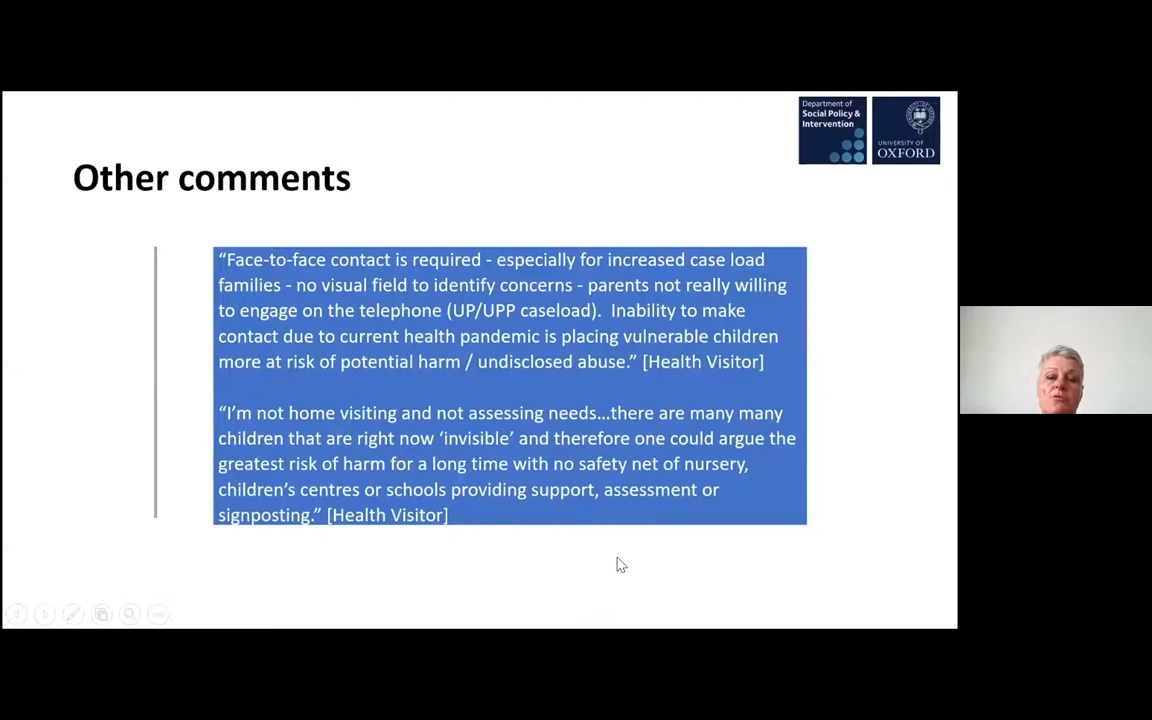 Department of
Social Policy &
Intervention
UNIVERSITY OF
OXFORD
Other comments
“Face-to-face contact is required - especially for increased case load
families - no visual field to identify concerns - parents not really willing
to engage on the telephone (UP/UPP caseload).  Inability to make
contact due to current health pandemic is placing vulnerable children
more at risk of potential harm / undisclosed abuse.” [Health Visitor]
“I’m not home visiting and not assessing needs…there are many many
children that are right now ‘invisible’ and therefore one could argue the
greatest risk of harm for a long time with no safety net of nursery,
children’s centres or schools providing support, assessment or
signposting.” [Health Visitor]